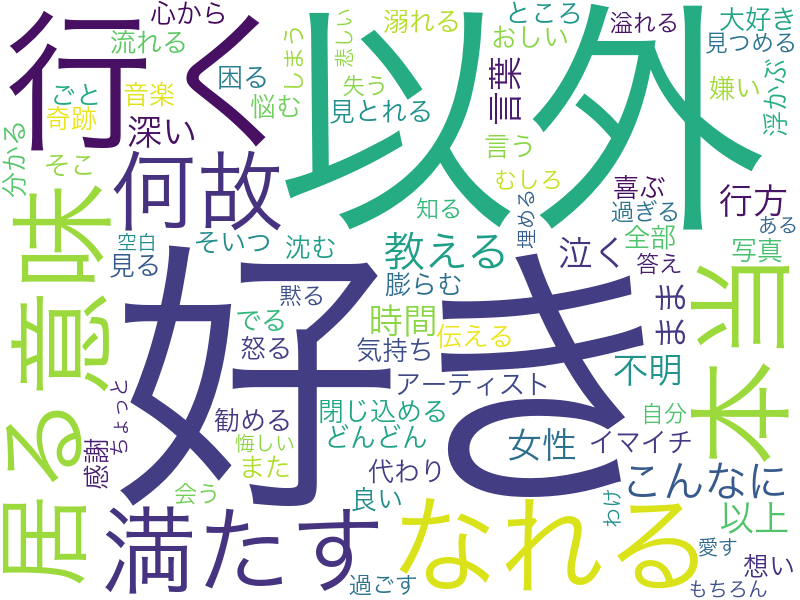 心から
溺れる
ところ
溢れる
大好き
流れる
しまう
悲しい
おしい
見つめる
行く
以外
困る
失う
言葉
嫌い
ごと
音楽
悩む
見とれる
浮かぶ
奇跡
深い
言う
分かる
そこ
何故
むしろ
喜ぶ
行方
意味
知る
埋める
過ぎる
ある
空白
そいつ
沈む
教える
泣く
全部
写真
見る
答え
黙る
膨らむ
まま
本当
でる
時間
伝える
怒る
気持ち
不明
好き
アーティスト
ちょっと
勧める
閉じ込める
自分
居る
悔しい
どんどん
女性
イマイチ
感謝
また
代わり
こんなに
会う
良い
わけ
以上
満たす
なれる
愛す
想い
過ごす
もちろん